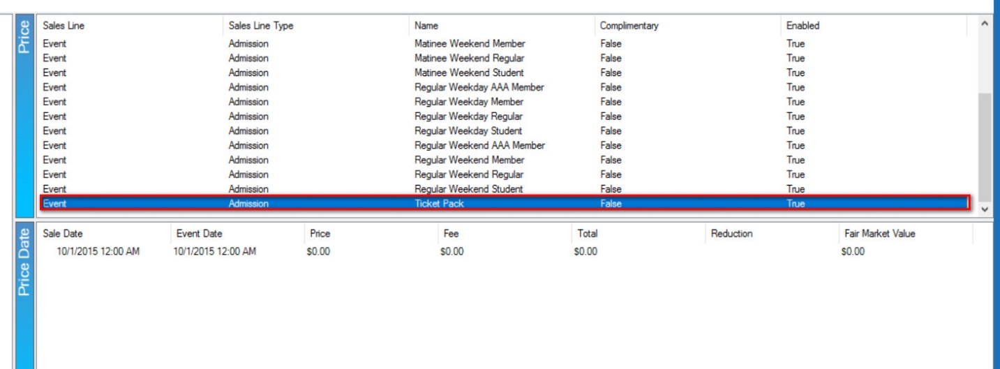 Price
Sales Line Sales Line Type Name Complimentary Enabled
Event Admission Matinee Weekend Member False True
Event Admission Matinee Weekend Regular False True
Event Admission Matinee Weekend Student False True
Event Admission Regular Weekday AAA Member False True
Event Admission Regular Weekday Member False True
Event Admission Regular Weekday Regular False True
Event Admission Regular Weekday Student False True
Event Admission Regular Weekend AAA Member False True
Event Admission Regular Weekend Member False True
Event Admission Regular Weekend Regular False True
Event Admission Regular Weekend Student False True
Event Admission Ticket Pack False True
Price Date
Sale Date Event Date Price Fee Total Reduction Fair Market Value
10/1/2015 12:00 AM 10/1/2015 12:00 AM $0.00 $0.00 $0.00 $0.00